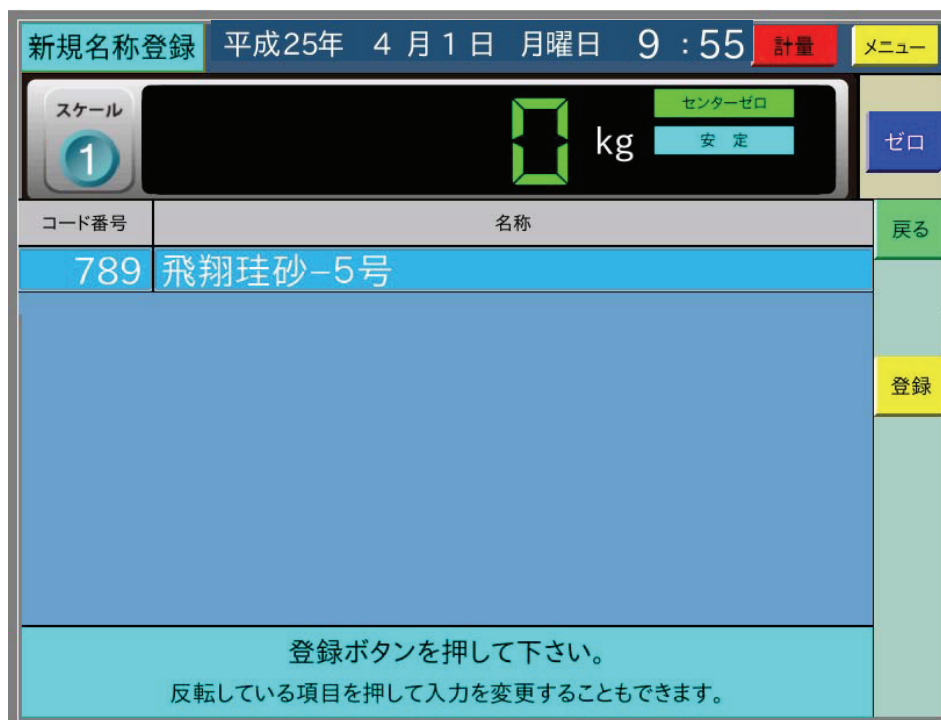 新規名称登録 平成25年 4月1日 月曜日 9:55 計量 メニュー
スケール
1
0 kg
センターゼロ
安定
ゼロ
コード番号 名称
戻る
789 飛翔珪砂−5号
登録
登録ボタンを押して下さい。
反転している項目を押して入力を変更することもできます。